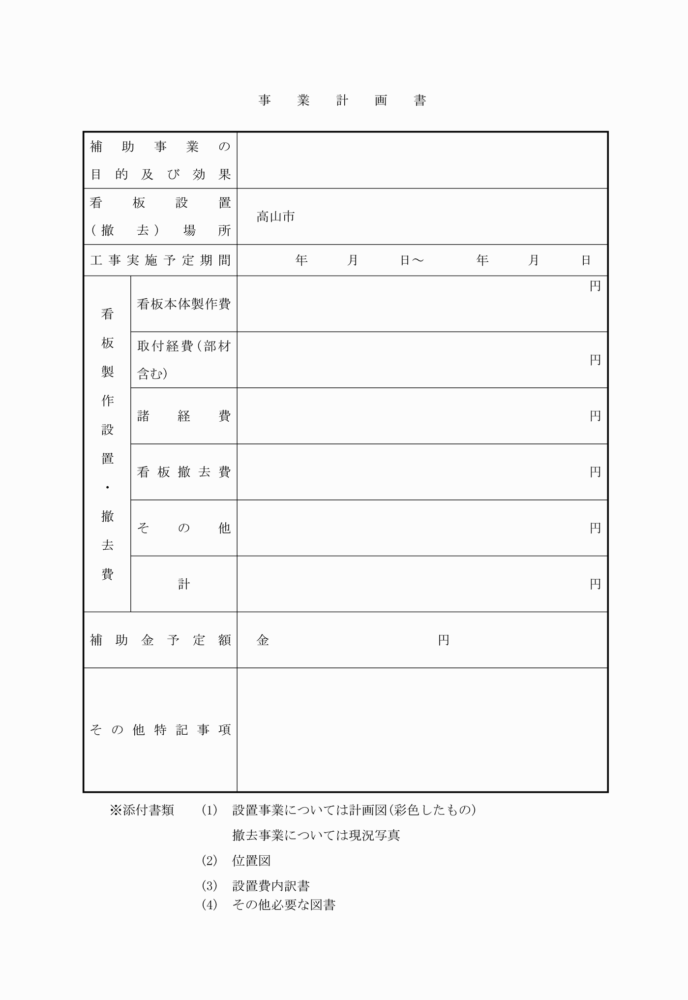 事業計画書
補助事業の
目的及び効果
看板設置
(撤去)場所
高山市
工事実施予定期間
年 月 日～ 年 月 日
看板製作設置・撤去費
看板本体製作費
円
取付経費(部材
含む)
円
諸経費
円
看板撤去費
円
その他
円
計
円
補助金予定額
金 円
その他特記事項
※添付書類 (1) 設置事業については計画図(彩色したもの)
撤去事業については現況写真
(2) 位置図
(3) 設置費内訳書
(4) その他必要な図書